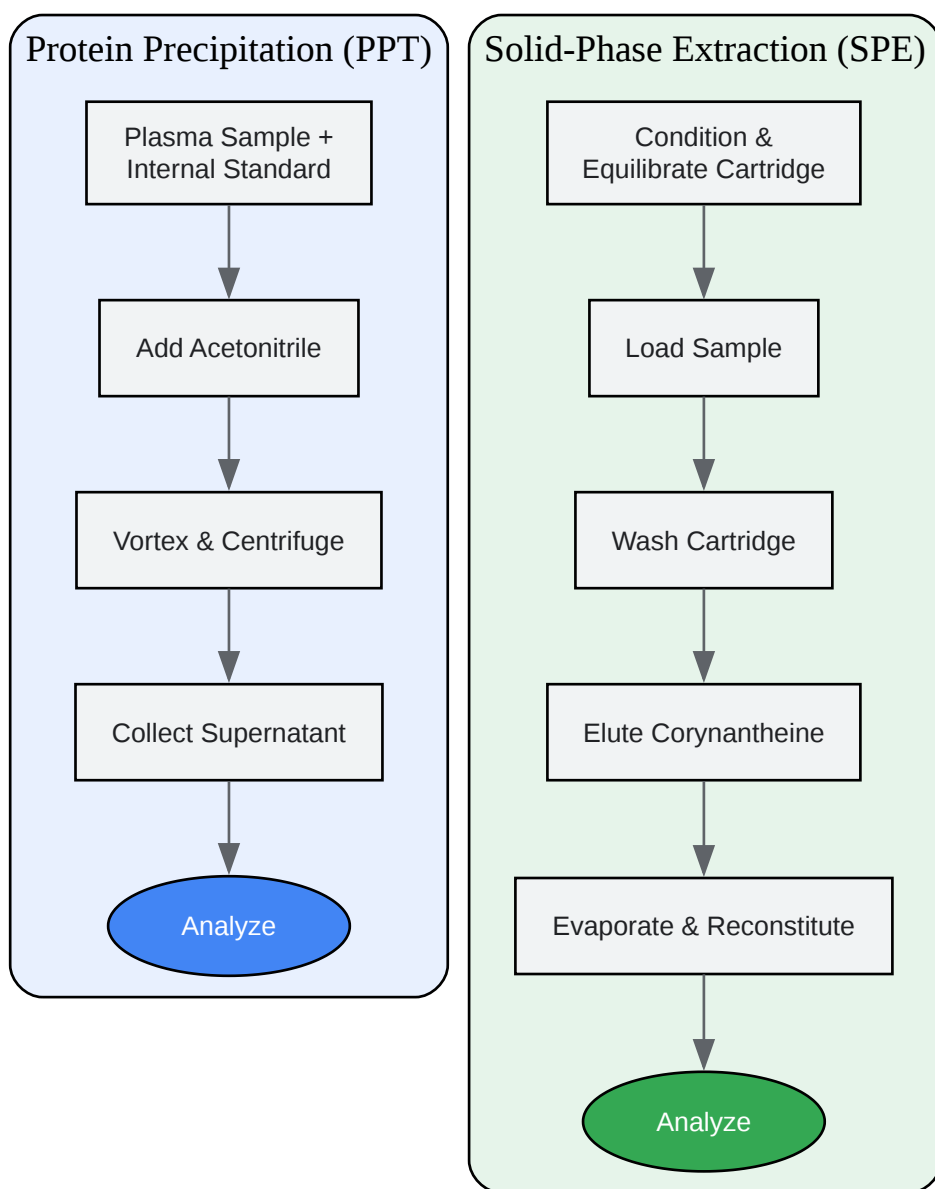 Protein Precipitation (PPT)
Plasma Sample +
Internal Standard
Add Acetonitrile
Vortex & Centrifuge
Collect Supernatant
Analyze
Solid-Phase Extraction (SPE)
Condition &
Equilibrate Cartridge
Load Sample
Wash Cartridge
Elute Corynantheine
Evaporate & Reconstitute
Analyze